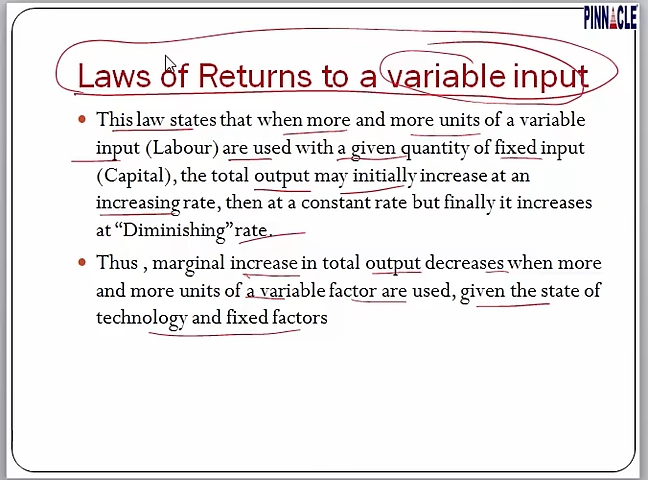 PINNACLE
Laws of Returns to a variable input
• This law states that when more and more units of a variable
input (Labour) are used with a given quantity of fixed input
(Capital), the total output may initially increase at an
increasing rate, then at a constant rate but finally it increases
at “Diminishing” rate.
• Thus , marginal increase in total output decreases when more
and more units of a variable factor are used, given the state of
technology and fixed factors